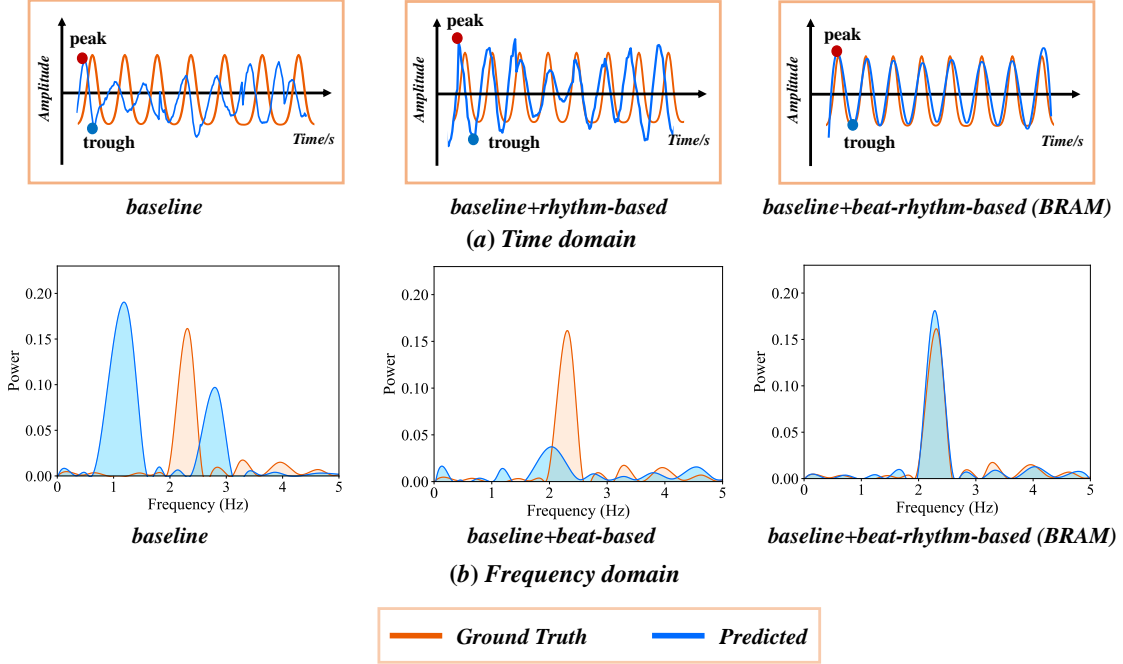 peak
Amplitude
trough
Time/s
baseline
peak
Amplitude
trough
Time/s
baseline+rhythm-based
peak
Amplitude
trough
Time/s
baseline+beat-rhythm-based (BRAM)
(a) Time domain
0.20
0.15
0.10
0.05
0.00
Power
0 1 2 3 4 5
Frequency (Hz)
baseline
0.20
0.15
0.10
0.05
0.00
Power
0 1 2 3 4 5
Frequency (Hz)
baseline+beat-based
0.20
0.15
0.10
0.05
0.00
Power
0 1 2 3 4 5
Frequency (Hz)
baseline+beat-rhythm-based (BRAM)
(b) Frequency domain
Ground Truth Predicted